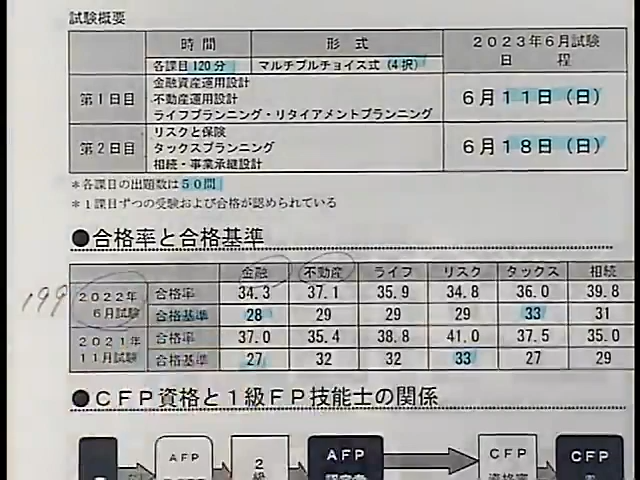 試験概要
時間 形式 2023年6月試験
日程
各課目120分 マルチプルチョイス式(4択)
第1日目 金融資産運用設計
不動産運用設計
ライフプランニング・リタイアメントプランニング
6月11日(日)
第2日目 リスクと保険
タックスプランニング
相続・事業承継設計
6月18日(日)
*各課目の出題数は50問
*1課目ずつの受験および合格が認められている
●合格率と合格基準
金融 不動産 ライフ リスク タックス 相続
199
2022年6月試験 合格率 34.3 37.1 35.9 34.8 36.0 39.8
合格基準 28 29 29 29 33 31
2021年11月試験 合格率 37.0 35.4 38.8 41.0 37.5 35.0
合格基準 27 32 32 33 27 29
●CFP資格と1級FP技能士の関係
AFP 2級 AFP CFP CFP